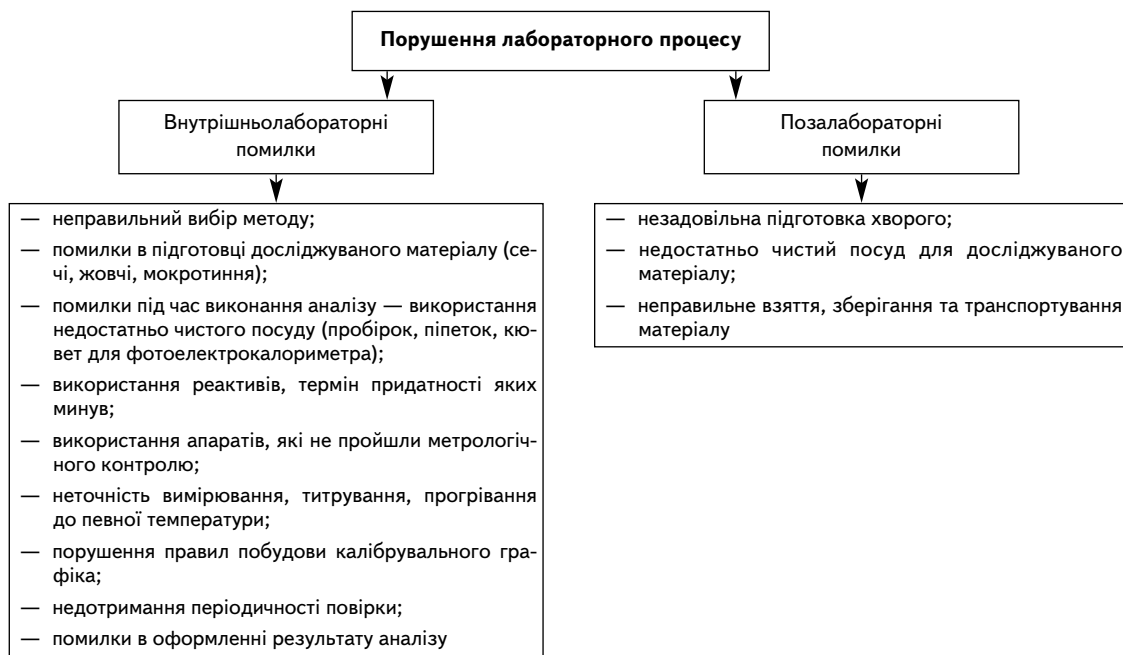 Порушення лабораторного процесу
Внутрішньолабораторні
помилки
Позалабораторні
помилки
— неправильний вибір методу;
— помилки в підготовці досліджуваного матеріалу (се-
чі, жовчі, мокротиння);
— помилки під час виконання аналізу — використання
недостатньо чистого посуду (пробірок, піпеток, кю-
вет для фотоелектрокалориметра);
— використання реактивів, термін придатності яких
минув;
— використання апаратів, які не пройшли метрологіч-
ного контролю;
— неточність вимірювання, титрування, прогрівання
до певної температури;
— порушення правил побудови калібрувального гра-
фіка;
— недотримання періодичності повірки;
— помилки в оформленні результату аналізу
— незадовільна підготовка хворого;
— недостатньо чистий посуд для досліджуваного
матеріалу;
— неправильне взяття, зберігання та транспортування
матеріалу